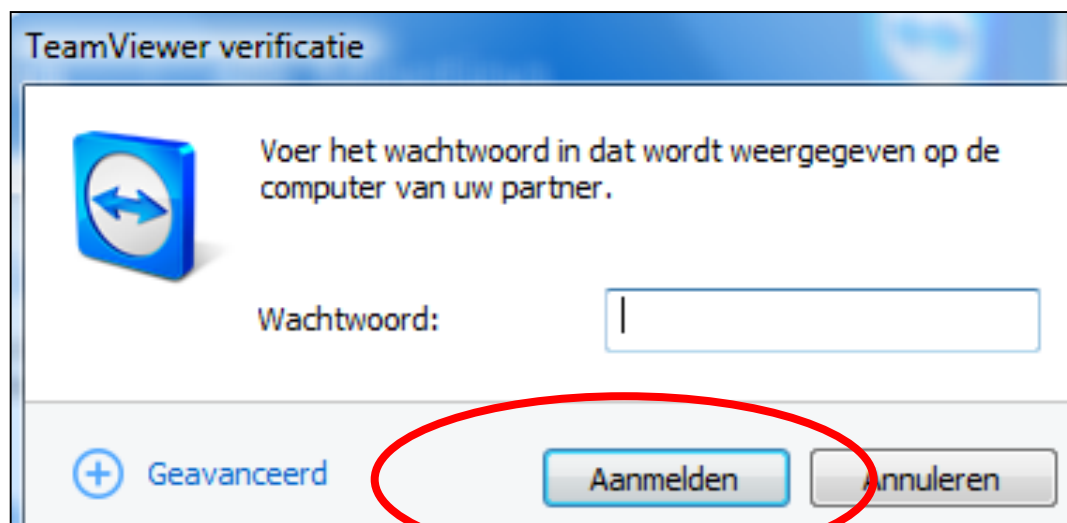 TeamViewer verificatie
Voer het wachtwoord in dat wordt weergegeven op de
computer van uw partner.
Wachtwoord:
Geavanceerd
Aanmelden
Annuleren